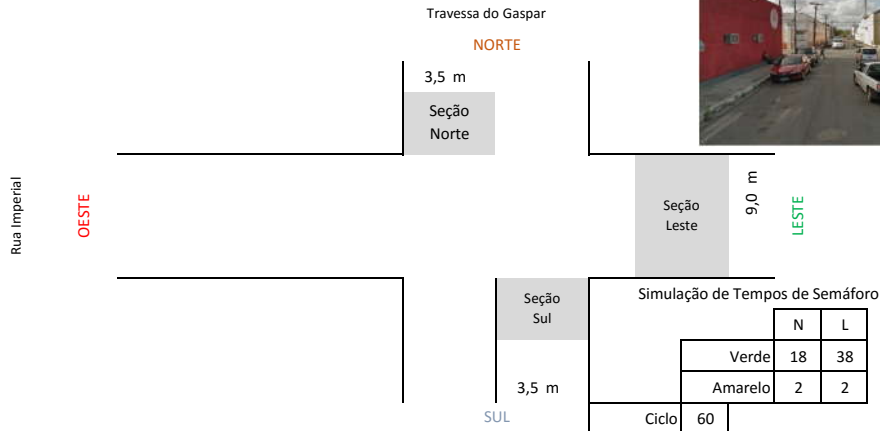 Travessa do Gaspar
NORTE
3,5 m
Seção
Norte
Rua Imperial
OESTE
Seção
Leste
9,0 m
LESTE
Seção
Sul
3,5 m
SUL
Simulação de Tempos de Semáforo
N L
Verde 18 38
Amarelo 2 2
Ciclo 60